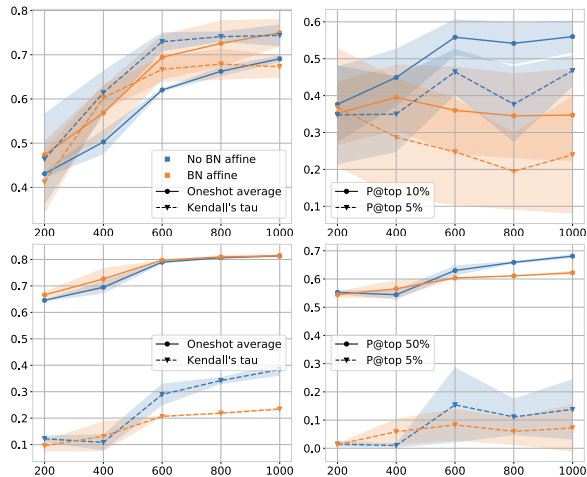 0.8
0.7
0.6
0.5
0.4
No BN affine
BN affine
Oneshot average
Kendall's tau
200 400 600 800 1000
0.6
0.5
0.4
0.3
0.2
0.1
P@top 10%
P@top 5%
200 400 600 800 1000
0.8
0.7
0.6
0.5
0.4
0.3
0.2
0.1
Oneshot average
Kendall's tau
200 400 600 800 1000
0.7
0.6
0.5
0.4
0.3
0.2
0.1
0.0
P@top 50%
P@top 5%
200 400 600 800 1000